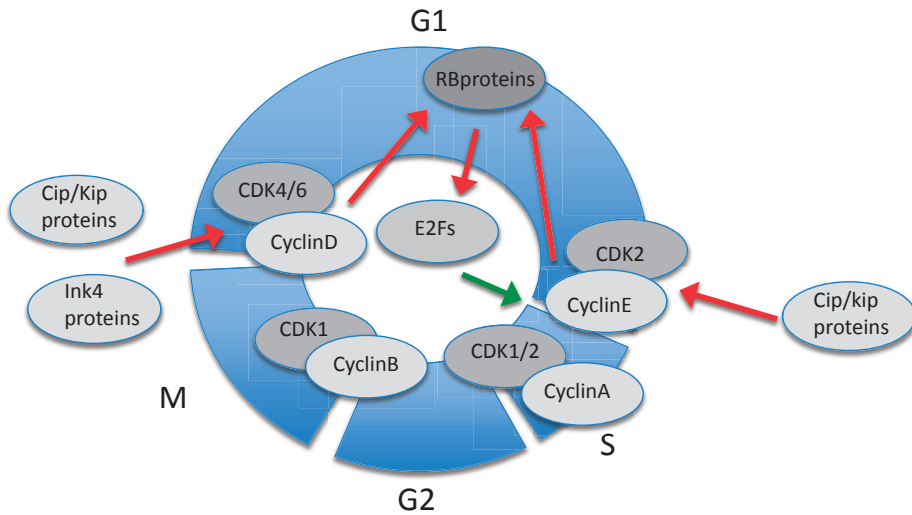 G1
RBproteins
CDK4/6
Cip/Kip
proteins
CyclinD
E2Fs
CDK2
Ink4
proteins
CyclinE
Cip/kip
proteins
CDK1
CyclinB
CDK1/2
CyclinA
M
S
G2